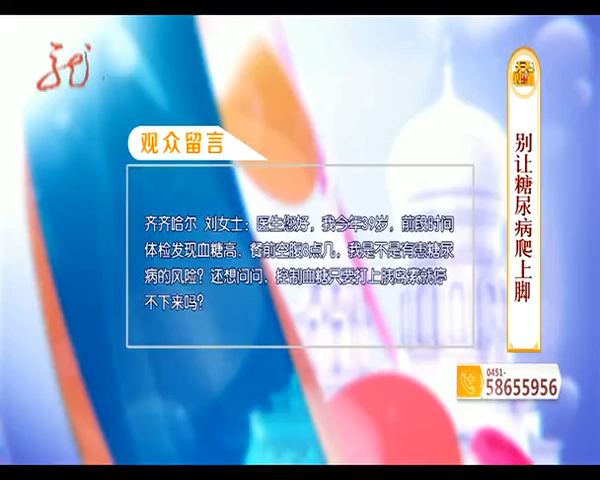 龙
观众留言
齐齐哈尔 刘女士：医生您好，我今年39岁，前段时间
体检发现血糖高、餐前空腹8点几，我是不是有患糖尿
病的风险？还想问问，控制血糖只要打上胰岛素就停
不下来吗？
别让糖尿病爬上脚
0451-
58655956